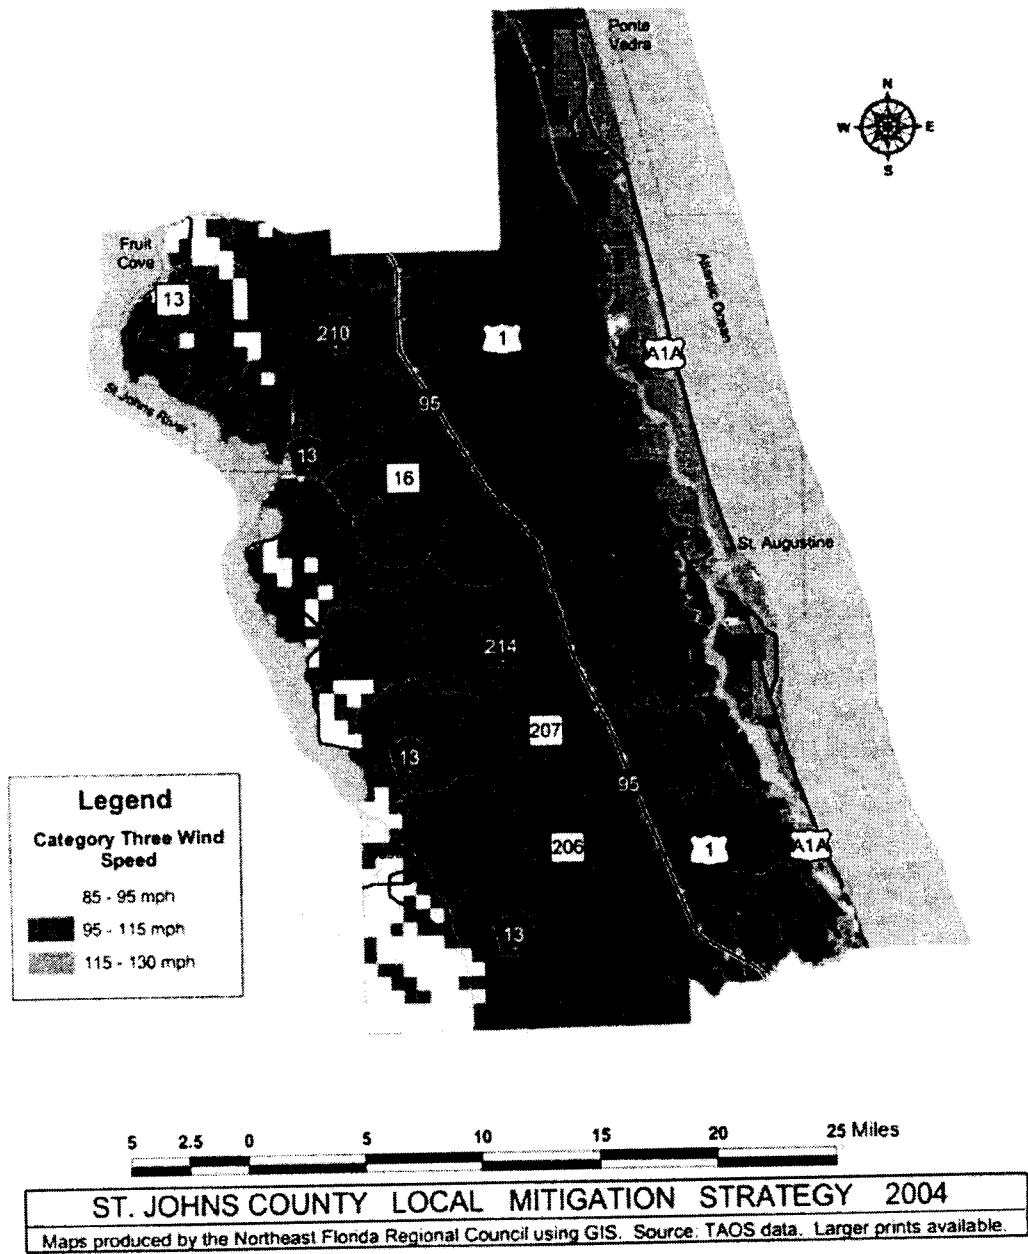 Ponte
Vedra
N
W E
S
Fruit
Cove
13
210
1
Atlantic Ocean
A1A
95
St. Johns River
13
16
St. Augustine
214
207
13
95
Legend
Category Three Wind
Speed
85 - 95 mph
95 - 115 mph
115 - 130 mph
206
1
A1A
13
5 2.5 0 5 10 15 20 25 Miles
ST. JOHNS COUNTY LOCAL MITIGATION STRATEGY 2004
Maps produced by the Northeast Florida Regional Council using GIS. Source: TAOS data. Larger prints available.